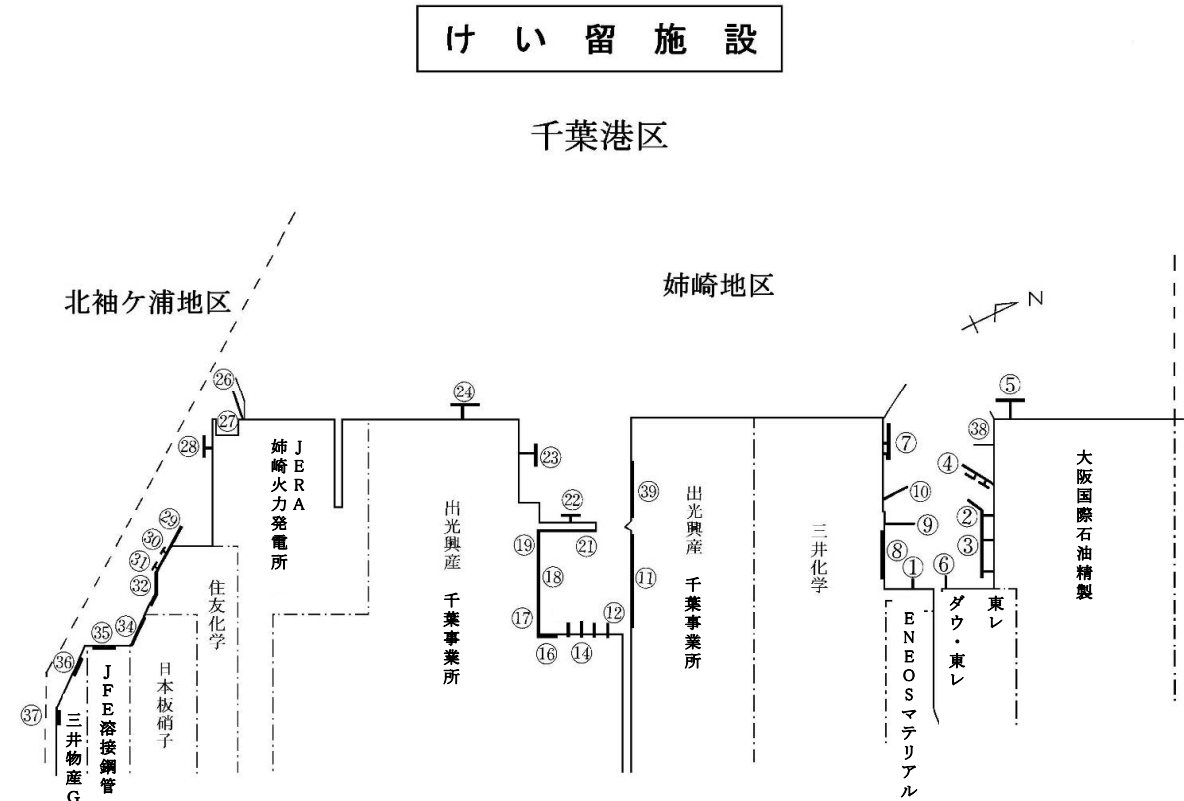 けい留施設
千葉港区
北袖ケ浦地区
姉崎地区
N
㉖
㉗
㉘
㉔
㉓
㉒
㉑
⑲
⑱
⑰
⑯
⑭
⑫
⑪
㊴
⑦
⑩
⑨
⑧
①
⑥
⑤
㊳
④
②
③
㉙
㉚
㉛
㉜
㉞
㉟
㊱
㊲
JERA
姉崎火力発電所
出光興産 千葉事業所
出光興産 千葉事業所
三井化学
大阪国際石油精製
東レ
ダウ・東レ
ENEOSマテリアル
住友化学
日本板硝子
JFE溶接鋼管
三井物産G